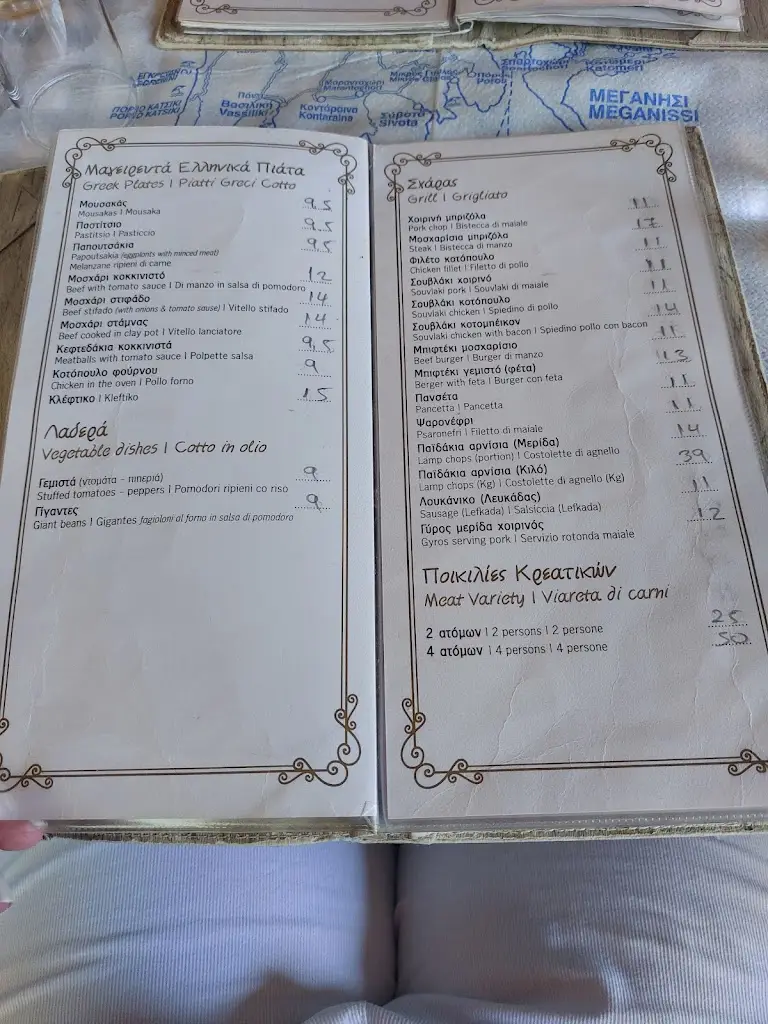 ΠΟΡΤΟ ΚΑΤΣΙΚΙ
PORTO KATSIKI
Βασιλική
Vassiliki
Κοντάραινα
Kontaraina
Σύβοτα
Sivota
Πόρος
Poros
Κατωμέρι
Katomeri
ΜΕΓΑΝΗΣΙ
MEGANISSI
Μαγειρευτά Ελληνικά Πιάτα
Greek Plates | Piatti Greci Cotto
Μουσακάς 9.5
Mousakas | Mousaka
Παστίτσιο 9.5
Pastitsio | Pasticcio
Παπουτσάκια 9,5
Papoutsakia (eggplonts with minced meat)
Melanzane ripieni di carne
Μοσχάρι κοκκινιστό 12
Beef with tomato sauce | Di manzo in salsa di pomodoro
Μοσχάρι στιφάδο 14
Beef stifado (with onions & tomato sause) | Vitello stifado
Μοσχάρι στάμνας 14
Beef cooked in clay pot | Vitello lanciatore
Κεφτεδάκια κοκκινιστά 9,5
Meatballs with tomato sauce | Polpette salsa
Κοτόπουλο φούρνου 9
Chicken in the oven | Pollo forno
Κλέφτικο | Kleftiko 15
Λαδερά
Vegetable dishes | Cotto in olio
Γεμιστά (ντομάτα - πιπεριά) 9
Stuffed tomatoes - peppers | Pomodori ripieni co riso
Γίγαντες 9
Giant beans | Gigantes fagioloni al forno in salsa di pomodoro
Σχάρας
Grill | Grigliato
Χοιρινή μπριζόλα 11
Pork chop | Bistecca di maiale
Μοσχαρίσια μπριζόλα 17
Steak | Bistecca di manzo
Φιλέτο κοτόπουλο 11
Chicken fillet | Filetto di pollo
Σουβλάκι χοιρινό 11
Souvlaki pork | Souvlaki di maiale
Σουβλάκι κοτόπουλο 11
Souvlaki chicken | Spiedino di pollo
Σουβλάκι κοτομπέικον 14
Souvlaki chicken with bacon | Spiedino pollo con bacon
Μπιφτέκι μοσχαρίσιο 11
Beef burger | Burger di manzo
Μπιφτέκι γεμιστό (φέτα) 13
Berger with feta | Burger con feta
Πανσέτα 11
Pancetta | Pancetta
Ψαρονέφρι 11
Psaronefri | Filetto di maiale
Παϊδάκια αρνίσια (Μερίδα) 14
Lamp chops (portion) | Costolette di agnello
Παϊδάκια αρνίσια (Κιλό) 39
Lamp chops (Kg) | Costolette di agnello (Kg)
Λουκάνικο (Λευκάδας) 11
Sausage (Lefkada) | Salsiccia (Lefkada)
Γύρος μερίδα χοιρινός 12
Gyros serving pork | Servizio rotonda maiale
Ποικιλίες Κρεατικών
Meat Variety | Viareta di carni
2 ατόμων | 2 persons | 2 persone 25
4 ατόμων | 4 persons | 4 persone 50